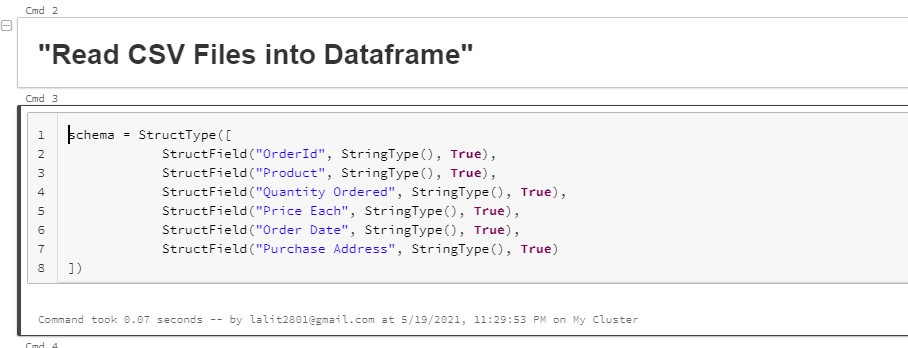 Cmd 2
"Read CSV Files into Dataframe"
Cmd 3
1 schema = StructType([
2 StructField("OrderId", StringType(), True),
3 StructField("Product", StringType(), True),
4 StructField("Quantity Ordered", StringType(), True),
5 StructField("Price Each", StringType(), True),
6 StructField("Order Date", StringType(), True),
7 StructField("Purchase Address", StringType(), True)
8 ])
Command took 0.07 seconds -- by lalit2801@gmail.com at 5/19/2021, 11:29:53 PM on My Cluster
Cmd 4